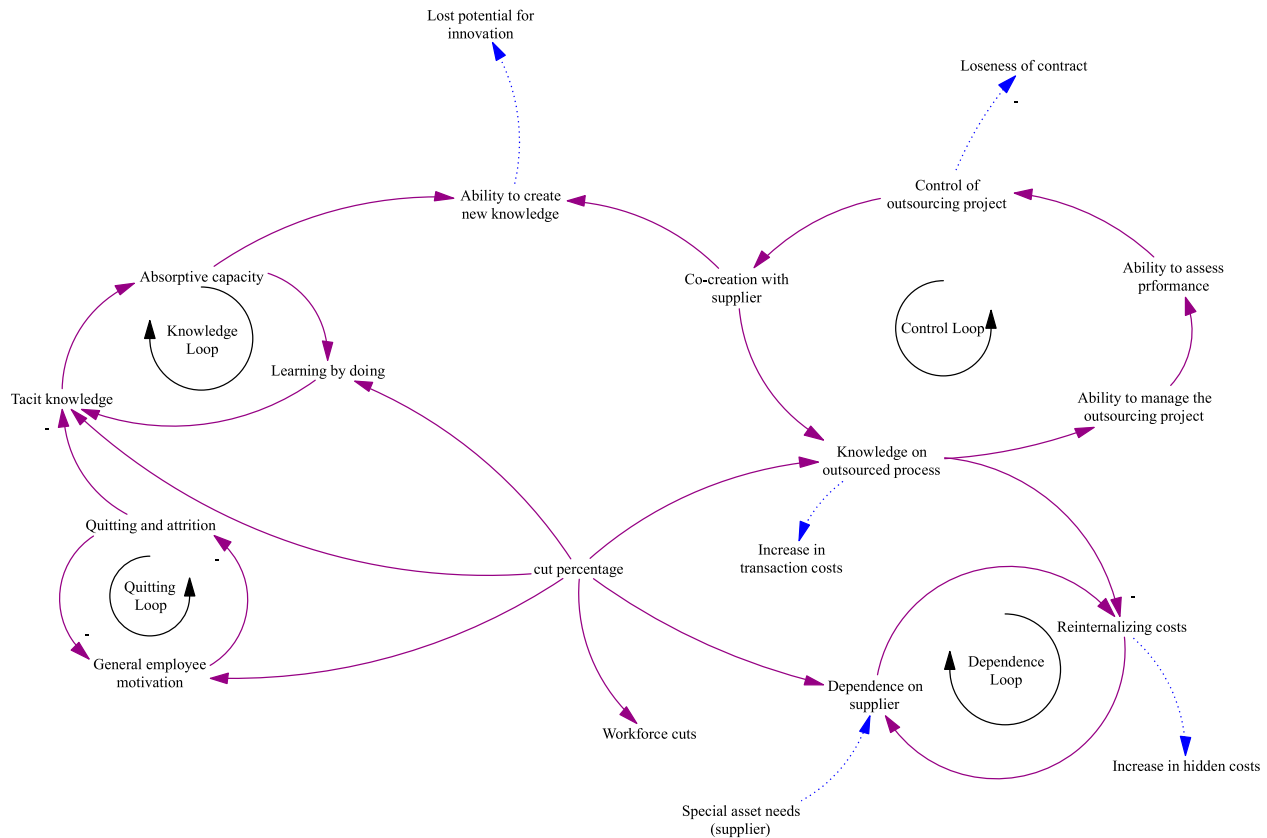 Lost potential for
innovation
Loseness of contract
-
Control of
outsourcing project
Ability to create
new knowledge
Ability to assess
prformance
Absorptive capacity
Co-creation with
supplier
Knowledge
Loop
Control Loop
Learning by doing
Tacit knowledge
-
Ability to manage the
outsourcing project
Knowledge on
outsourced process
Quitting and attrition
-
Increase in
transaction costs
cut percentage
Quitting
Loop
-
Reinternalizing costs
-
General employee
motivation
Dependence
Loop
Dependence on
supplier
Workforce cuts
Increase in hidden costs
Special asset needs
(supplier)